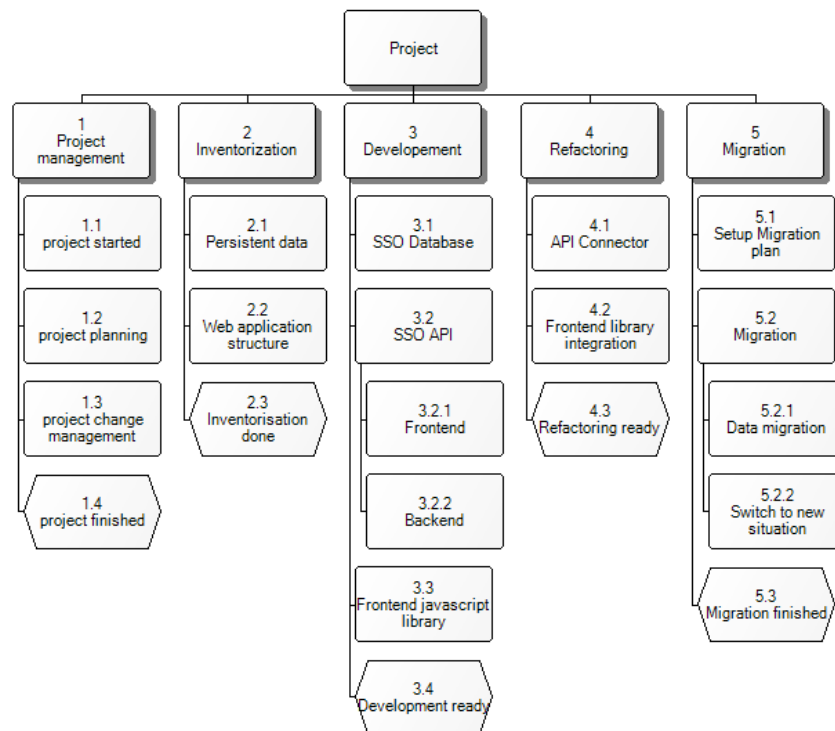 Project
1
Project
management
2
Inventorization
3
Developement
4
Refactoring
5
Migration
1.1
project started
1.2
project planning
1.3
project change
management
1.4
project finished
2.1
Persistent data
2.2
Web application
structure
2.3
Inventorisation
done
3.1
SSO Database
3.2
SSO API
3.2.1
Frontend
3.2.2
Backend
3.3
Frontend javascript
library
3.4
Development ready
4.1
API Connector
4.2
Frontend library
integration
4.3
Refactoring ready
5.1
Setup Migration
plan
5.2
Migration
5.2.1
Data migration
5.2.2
Switch to new
situation
5.3
Migration finished